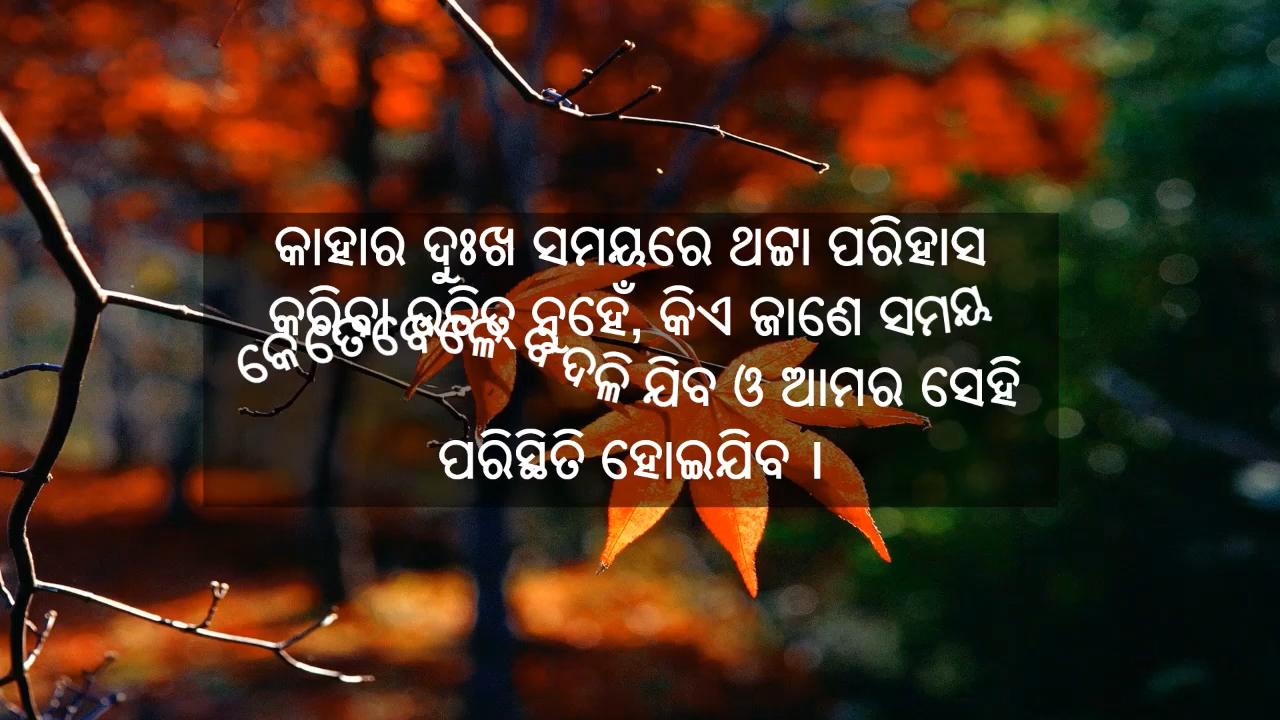 କାହାର ଦୁଃଖ ସମୟରେ ଥଟ୍ଟା ପରିହାସ
କରିବା ଉଚିତ୍ ନୁହେଁ, କିଏ ଜାଣେ ସମୟ
କେତେବେଳେ ବଦଳି ଯିବ ଓ ଆମର ସେହି
ପରିସ୍ଥିତି ହୋଇଯିବ ।